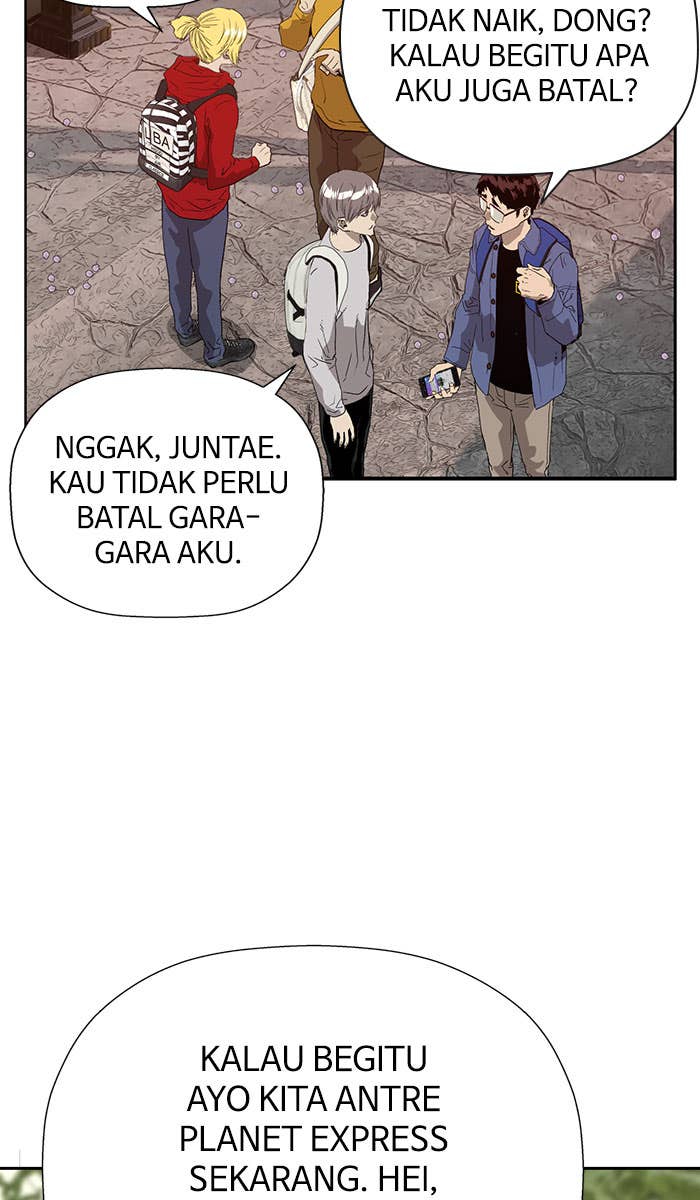 TIDAK NAIK, DONG?
KALAU BEGITU APA
AKU JUGA BATAL?
BA
NGGAK, JUNTAE.
KAU TIDAK PERLU
BATAL GARA-
GARA AKU.
KALAU BEGITU
AYO KITA ANTRE
PLANET EXPRESS
SEKARANG. HEI,